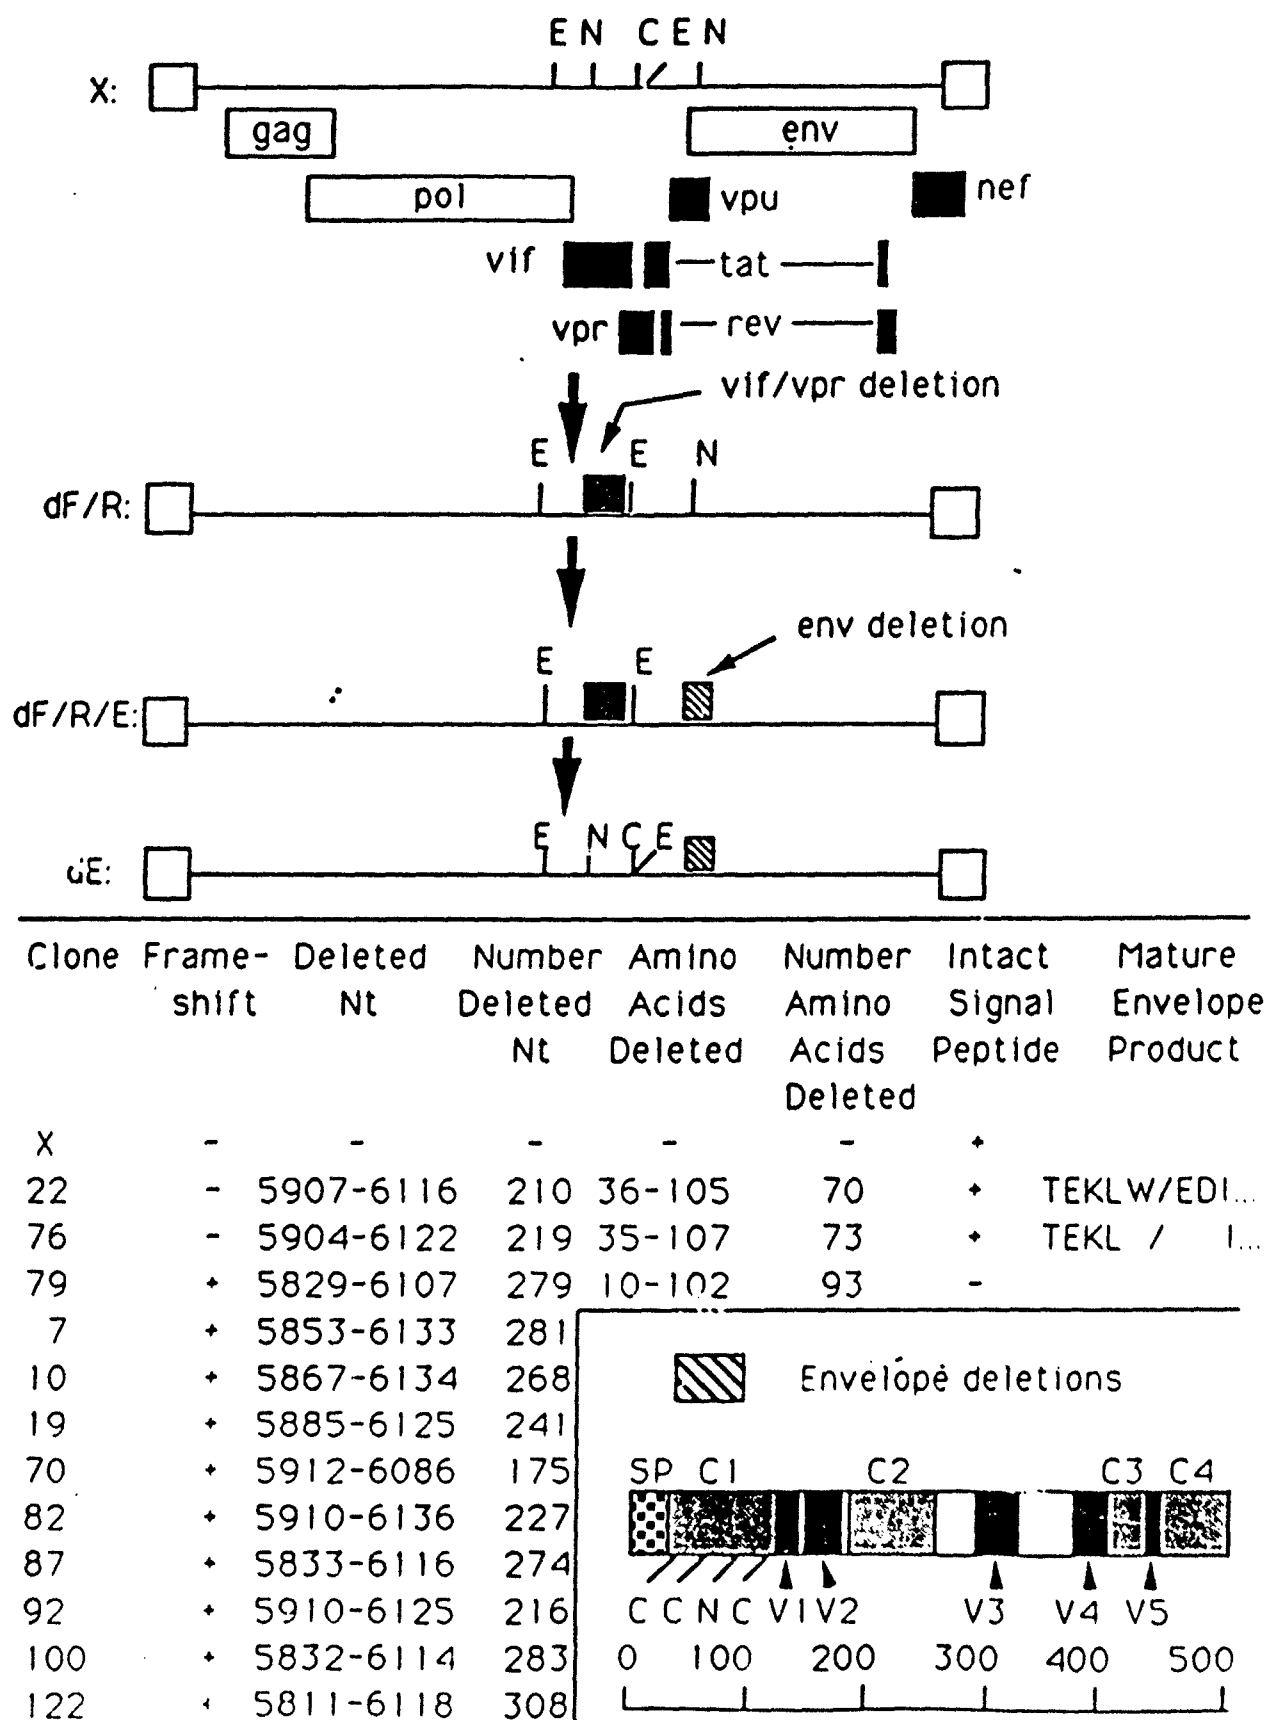 E N C E N
X:
gag
env
pol
vpu
nef
vif
tat
vpr
rev
vif/vpr deletion
E E N
dF/R:
env deletion
E E
dF/R/E:
E N C E
dE:
Clone Frame- Deleted Number Amino Number Intact Mature
shift Nt Deleted Acids Amino Signal Envelope
Nt Deleted Acids Peptide Product
Deleted
X - - - - - +
22 - 5907-6116 210 36-105 70 + TEKLW/EDI...
76 - 5904-6122 219 35-107 73 + TEKL / I...
79 + 5829-6107 279 10-102 93 -
7 + 5853-6133 281
10 + 5867-6134 268
19 + 5885-6125 241
70 + 5912-6086 175
82 + 5910-6136 227
87 + 5833-6116 274
92 + 5910-6125 216
100 + 5832-6114 283
122 + 5811-6118 308
Envelope deletions
SP C1 C2 C3 C4
C C N C V1 V2 V3 V4 V5
0 100 200 300 400 500